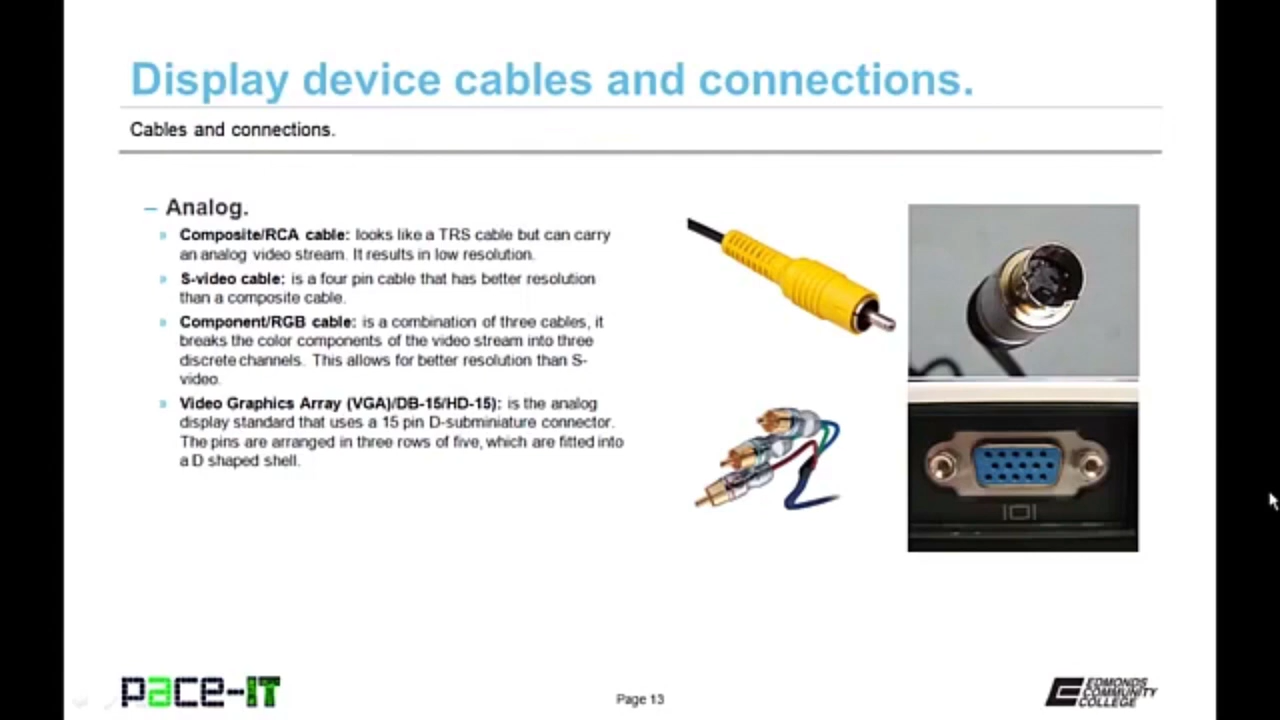 Display device cables and connections.
Cables and connections.
– Analog.
» Composite/RCA cable: looks like a TRS cable but can carry
an analog video stream. It results in low resolution.
» S-video cable: is a four pin cable that has better resolution
than a composite cable.
» Component/RGB cable: is a combination of three cables, it
breaks the color components of the video stream into three
discrete channels. This allows for better resolution than S-
video.
» Video Graphics Array (VGA)/DB-15/HD-15): is the analog
display standard that uses a 15 pin D-subminiature connector.
The pins are arranged in three rows of five, which are fitted into
a D shaped shell.
pace-IT
Page 13
EDMONDS
COMMUNITY
COLLEGE